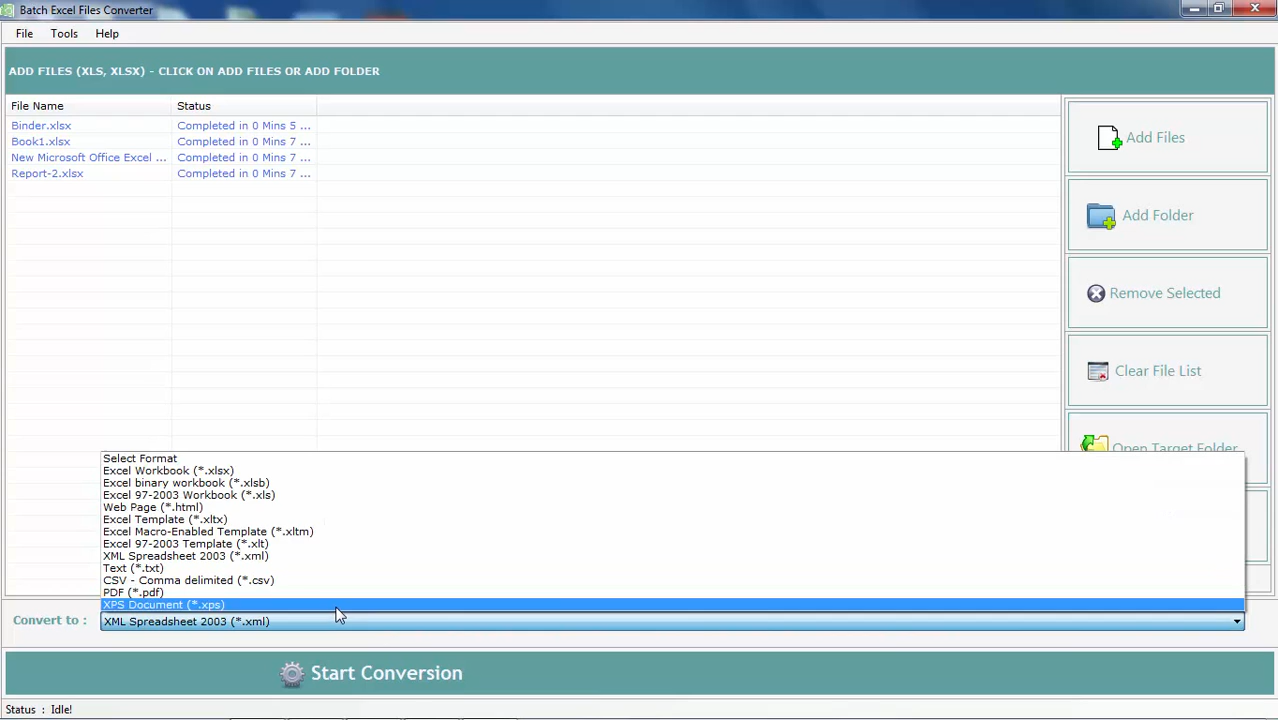 Batch Excel Files Converter
File Tools Help
ADD FILES (XLS, XLSX) - CLICK ON ADD FILES OR ADD FOLDER
File Name Status
Binder.xlsx Completed in 0 Mins 5 ...
Book1.xlsx Completed in 0 Mins 7 ...
New Microsoft Office Excel ... Completed in 0 Mins 7 ...
Report-2.xlsx Completed in 0 Mins 7 ...
Add Files
Add Folder
Remove Selected
Clear File List
Open Target Folder
Select Format
Excel Workbook (*.xlsx)
Excel binary workbook (*.xlsb)
Excel 97-2003 Workbook (*.xls)
Web Page (*.html)
Excel Template (*.xltx)
Excel Macro-Enabled Template (*.xltm)
Excel 97-2003 Template (*.xlt)
XML Spreadsheet 2003 (*.xml)
Text (*.txt)
CSV - Comma delimited (*.csv)
PDF (*.pdf)
XPS Document (*.xps)
Convert to : XML Spreadsheet 2003 (*.xml)
Start Conversion
Status : Idle!